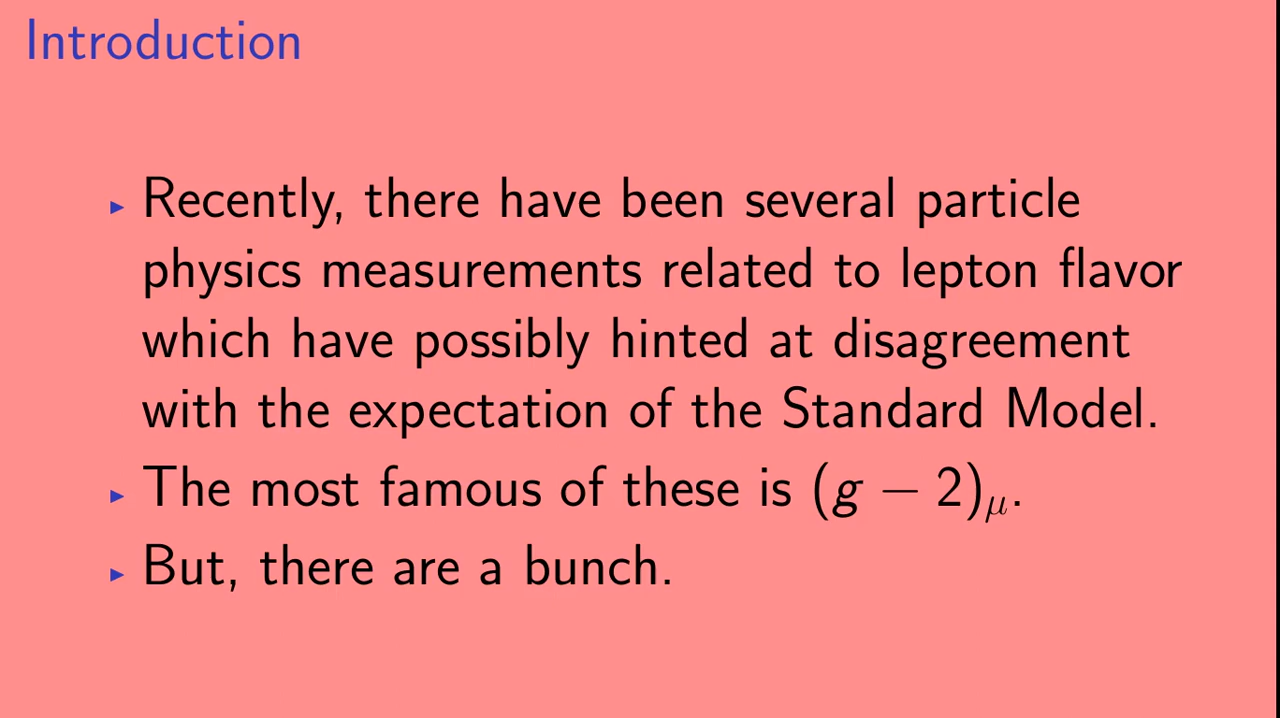 Introduction
▸ Recently, there have been several particle
physics measurements related to lepton flavor
which have possibly hinted at disagreement
with the expectation of the Standard Model.
▸ The most famous of these is (g − 2)μ.
▸ But, there are a bunch.